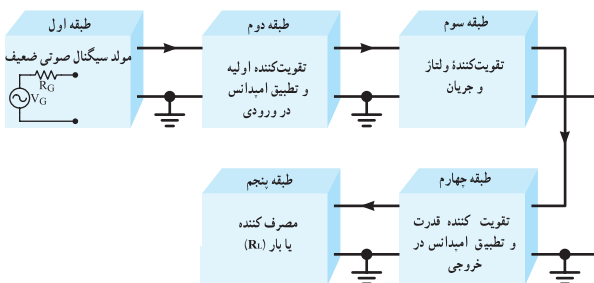 طبقه اول
مولد سیگنال صوتی ضعیف
RG
VG
طبقه دوم
تقویت‌کننده اولیه
و تطبیق امپدانس
در ورودی
طبقه سوم
تقویت‌کنندهٔ ولتاژ
و جریان
طبقه چهارم
تقویت کننده قدرت
و تطبیق امپدانس در
خروجی
طبقه پنجم
مصرف کننده
یا بار (RL)